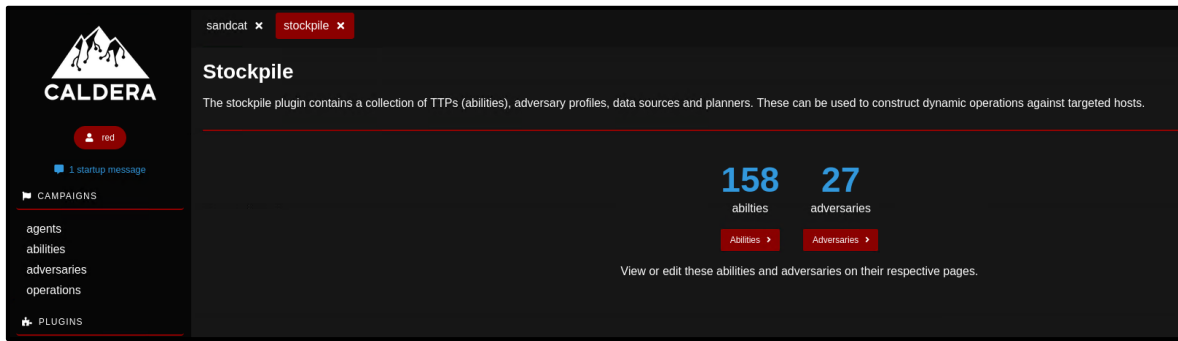 sandcat ✕ stockpile ✕
CALDERA
red
1 startup message
CAMPAIGNS
agents
abilities
adversaries
operations
PLUGINS
Stockpile
The stockpile plugin contains a collection of TTPs (abilities), adversary profiles, data sources and planners. These can be used to construct dynamic operations against targeted hosts.
158 27
abilties adversaries
Abilities > Adversaries >
View or edit these abilities and adversaries on their respective pages.